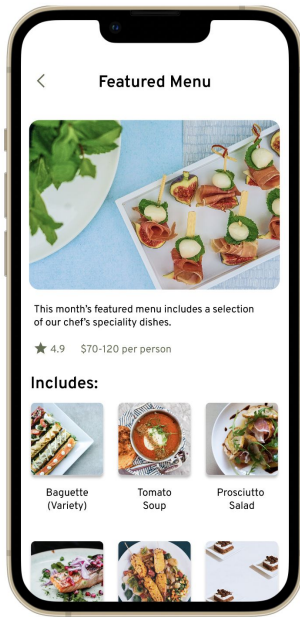 Featured Menu
This month's featured menu includes a selection
of our chef's speciality dishes.
4.9 $70-120 per person
Includes:
Baguette
(Variety)
Tomato
Soup
Prosciutto
Salad